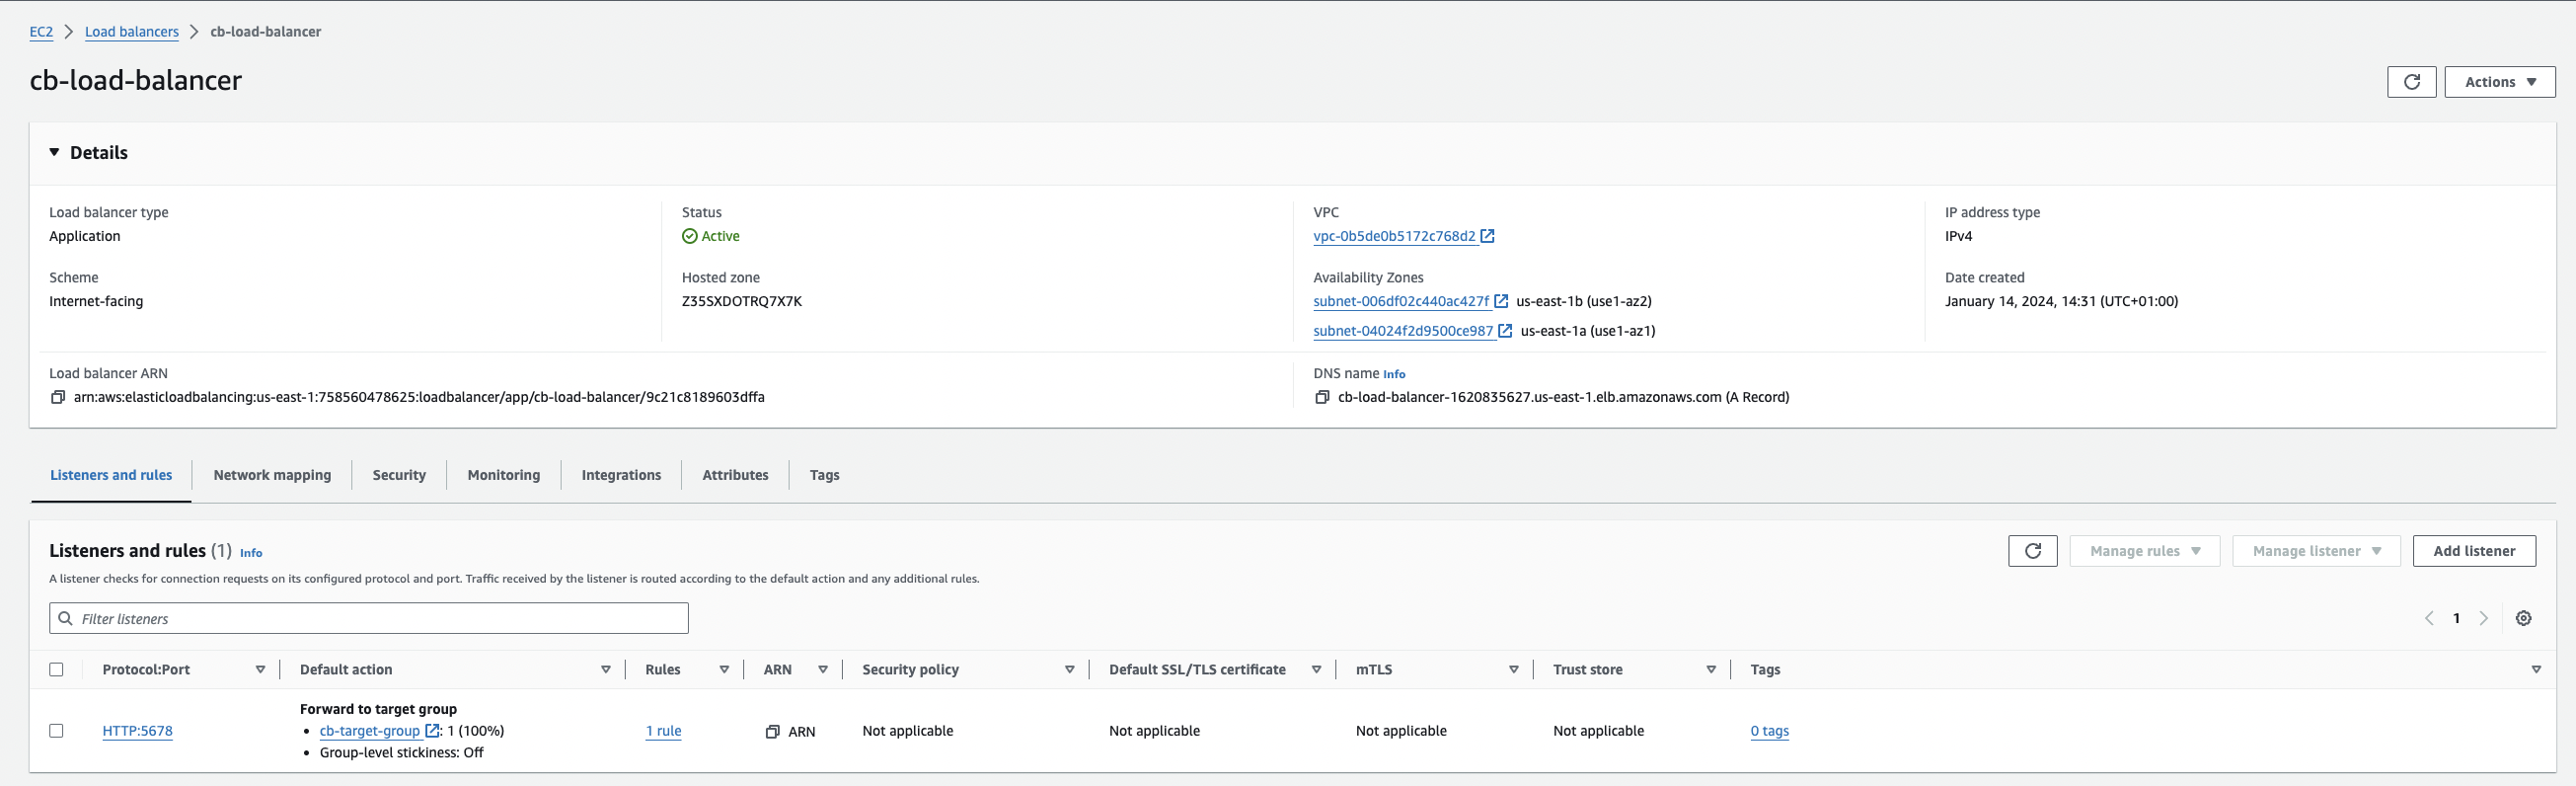 EC2 > Load balancers > cb-load-balancer
cb-load-balancer
Actions
Details
Load balancer type
Application
Status
Active
VPC
vpc-0b5de0b5172c768d2
IP address type
IPv4
Scheme
Internet-facing
Hosted zone
Z35SXDOTRQ7X7K
Availability Zones
subnet-006df02c440ac427f us-east-1b (use1-az2)
subnet-04024f2d9500ce987 us-east-1a (use1-az1)
Date created
January 14, 2024, 14:31 (UTC+01:00)
Load balancer ARN
arn:aws:elasticloadbalancing:us-east-1:758560478625:loadbalancer/app/cb-load-balancer/9c21c8189603dffa
DNS name Info
cb-load-balancer-1620835627.us-east-1.elb.amazonaws.com (A Record)
Listeners and rules Network mapping Security Monitoring Integrations Attributes Tags
Listeners and rules (1) Info
Manage rules Manage listener Add listener
A listener checks for connection requests on its configured protocol and port. Traffic received by the listener is routed according to the default action and any additional rules.
Filter listeners
1
Protocol:Port Default action Rules ARN Security policy Default SSL/TLS certificate mTLS Trust store Tags
Forward to target group
HTTP:5678 • cb-target-group : 1 (100%) 1 rule ARN Not applicable Not applicable Not applicable Not applicable 0 tags
• Group-level stickiness: Off